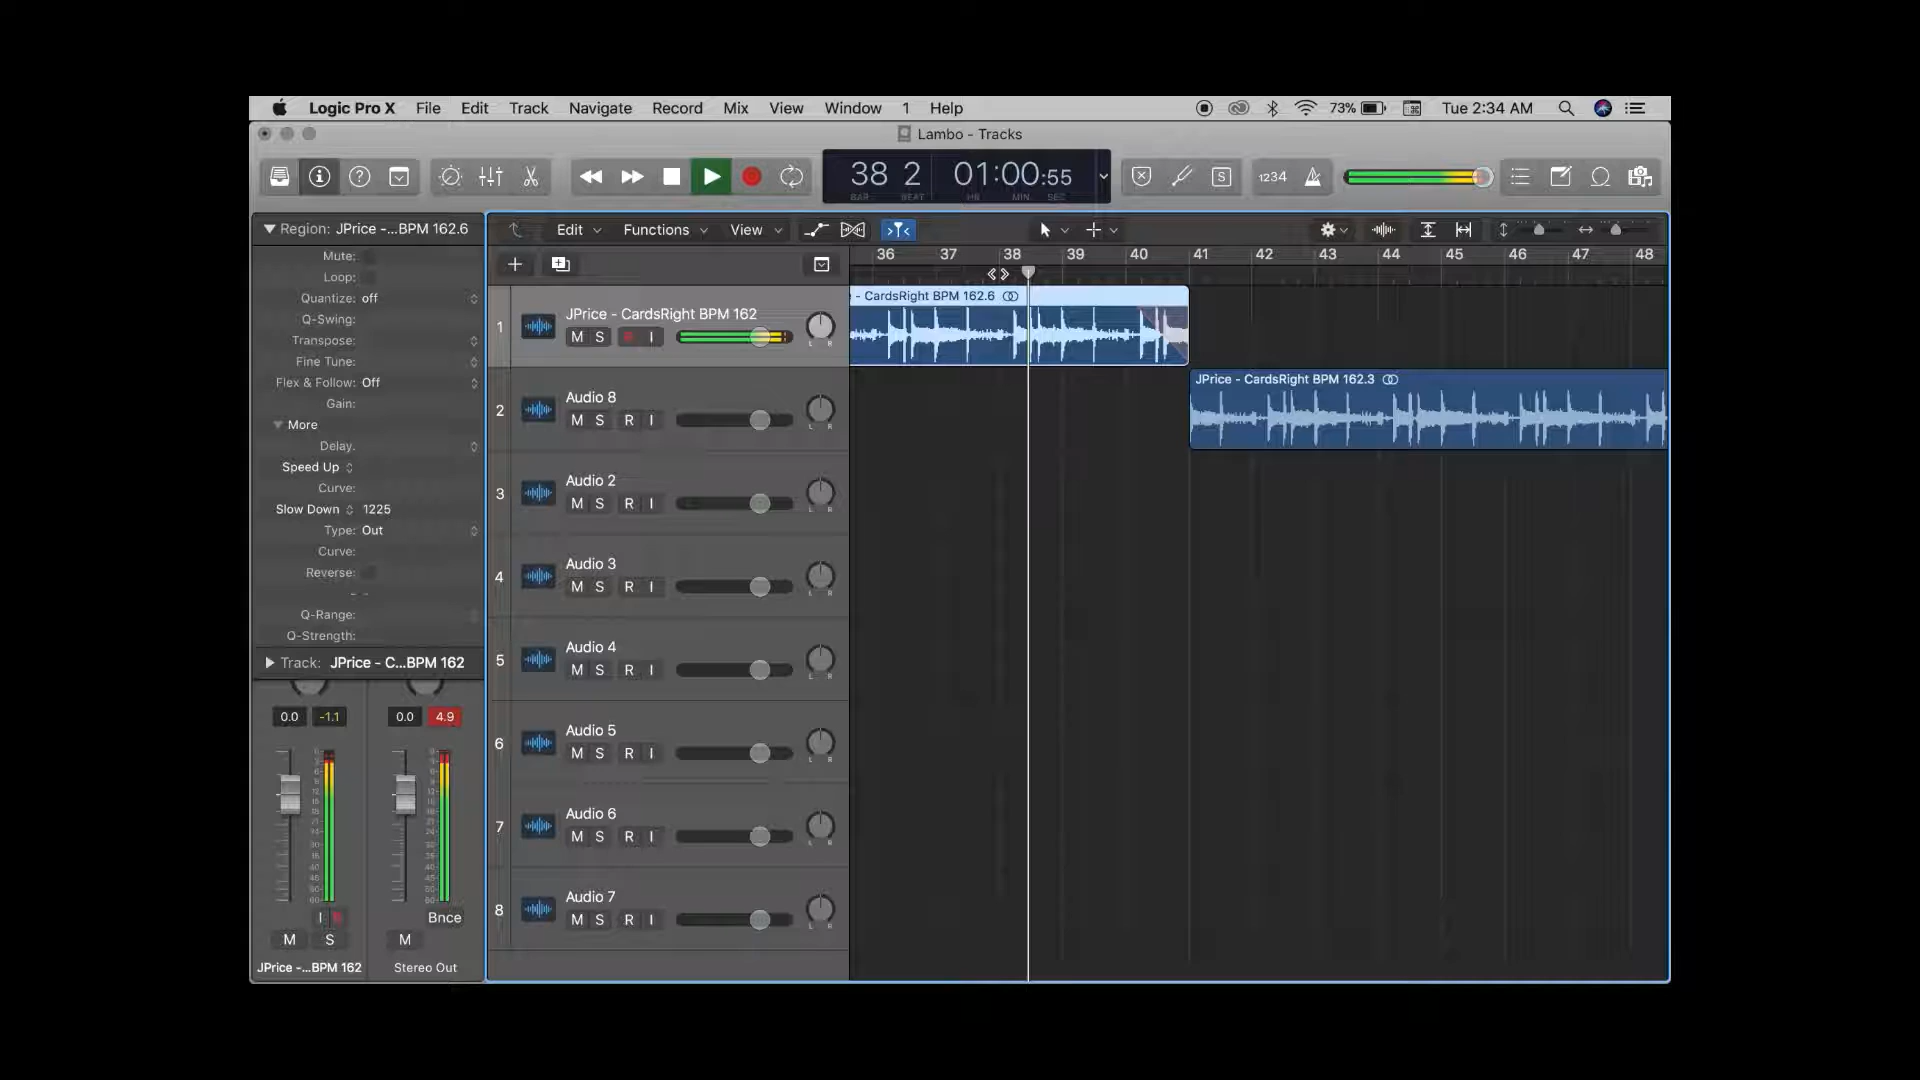 Logic Pro X File Edit Track Navigate Record Mix View Window 1 Help 73% Tue 2:34 AM
Lambo - Tracks
38 2 01:00:55
BAR BEAT HR MIN SEC
S 1234
Region: JPrice -...BPM 162.6
Edit Functions View
Mute:
Loop:
Quantize: off
Q-Swing:
Transpose:
Fine Tune:
Flex & Follow: Off
Gain:
More
Delay:
Speed Up
Curve:
Slow Down 1225
Type: Out
Curve:
Reverse:
Q-Range:
Q-Strength:
Track: JPrice - C...BPM 162
0.0 -1.1 0.0 4.9
I Bnce
M S M
JPrice -...BPM 162 Stereo Out
36 37 38 39 40 41 42 43 44 45 46 47 48
1 JPrice - CardsRight BPM 162
M S I L R
2 Audio 8
M S R I L R
3 Audio 2
M S R I L R
4 Audio 3
M S R I L R
5 Audio 4
M S R I L R
6 Audio 5
M S R I L R
7 Audio 6
M S R I L R
8 Audio 7
M S R I L R
- CardsRight BPM 162.6
JPrice - CardsRight BPM 162.3